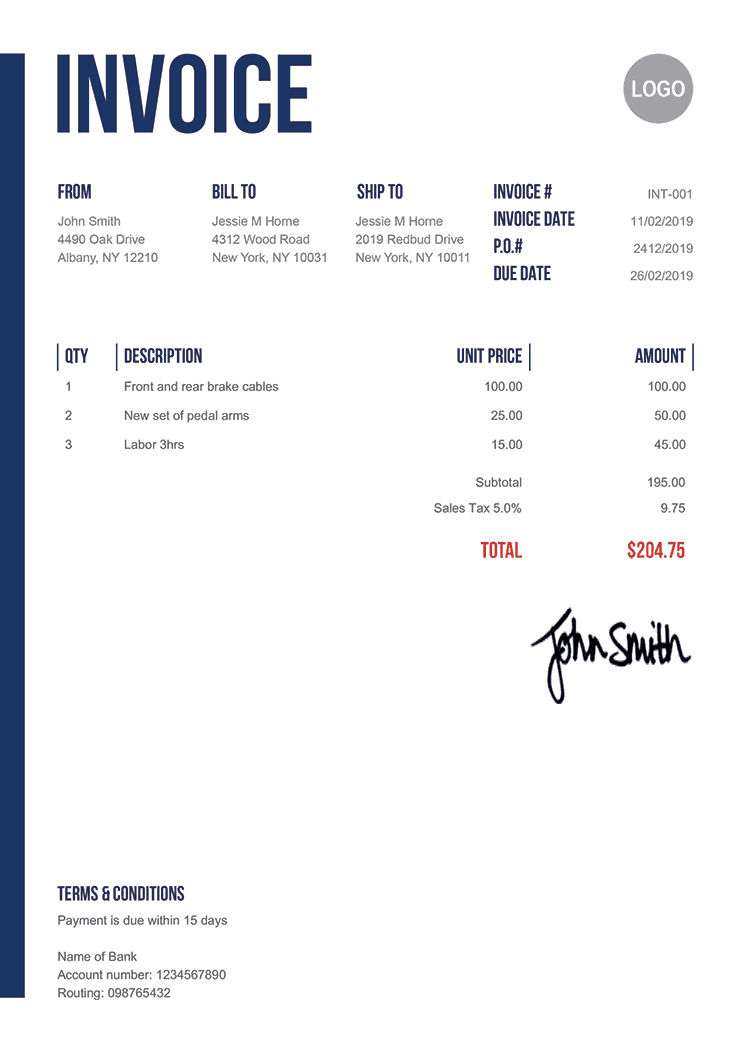 INVOICE
LOGO
FROM
John Smith
4490 Oak Drive
Albany, NY 12210
BILL TO
Jessie M Horne
4312 Wood Road
New York, NY 10031
SHIP TO
Jessie M Horne
2019 Redbud Drive
New York, NY 10011
INVOICE # INT-001
INVOICE DATE 11/02/2019
P.O.# 2412/2019
DUE DATE 26/02/2019
QTY DESCRIPTION UNIT PRICE AMOUNT
1 Front and rear brake cables 100.00 100.00
2 New set of pedal arms 25.00 50.00
3 Labor 3hrs 15.00 45.00
Subtotal 195.00
Sales Tax 5.0% 9.75
TOTAL $204.75
John Smith
TERMS & CONDITIONS
Payment is due within 15 days
Name of Bank
Account number: 1234567890
Routing: 098765432